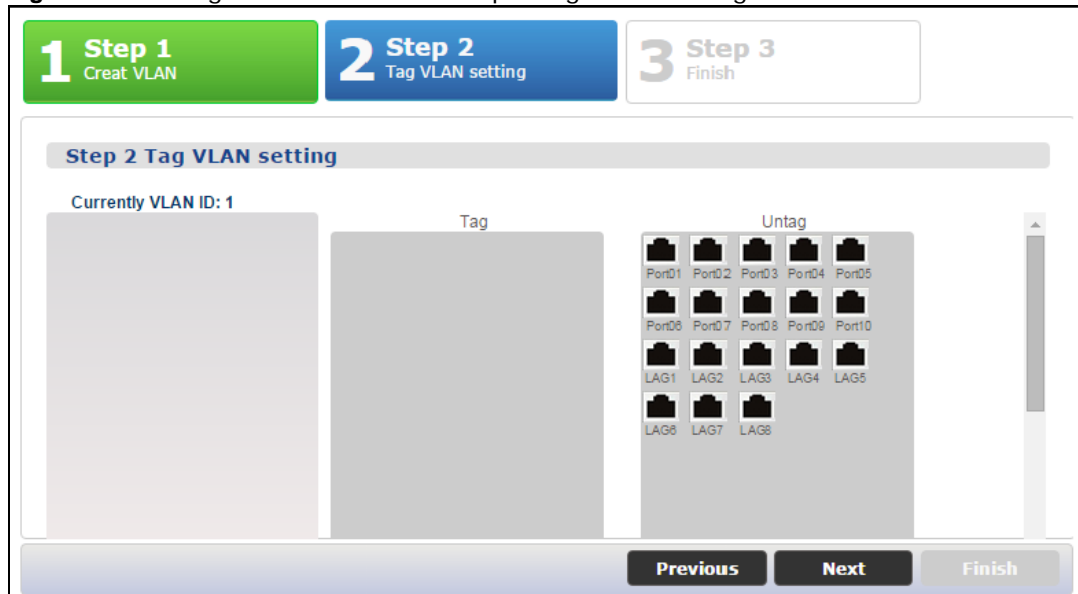 1 Step 1
Creat VLAN
2 Step 2
Tag VLAN setting
3 Step 3
Finish
Step 2 Tag VLAN setting
Currently VLAN ID: 1
Tag
Untag
Port01 Port02 Port03 Port04 Port05
Port06 Port07 Port08 Port09 Port10
LAG1 LAG2 LAG3 LAG4 LAG5
LAG6 LAG7 LAG8
Previous Next Finish